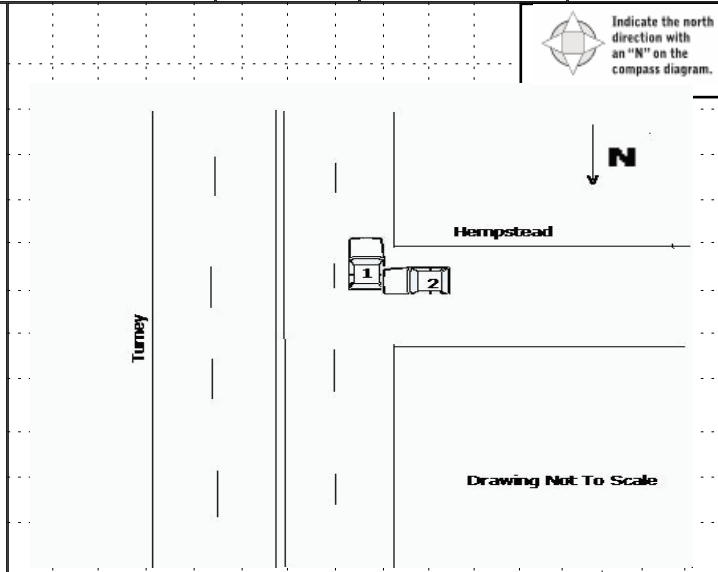 Indicate the north
direction with
an “N” on the
compass diagram.
N
Hempstead
1
2
Turney
Drawing Not To Scale